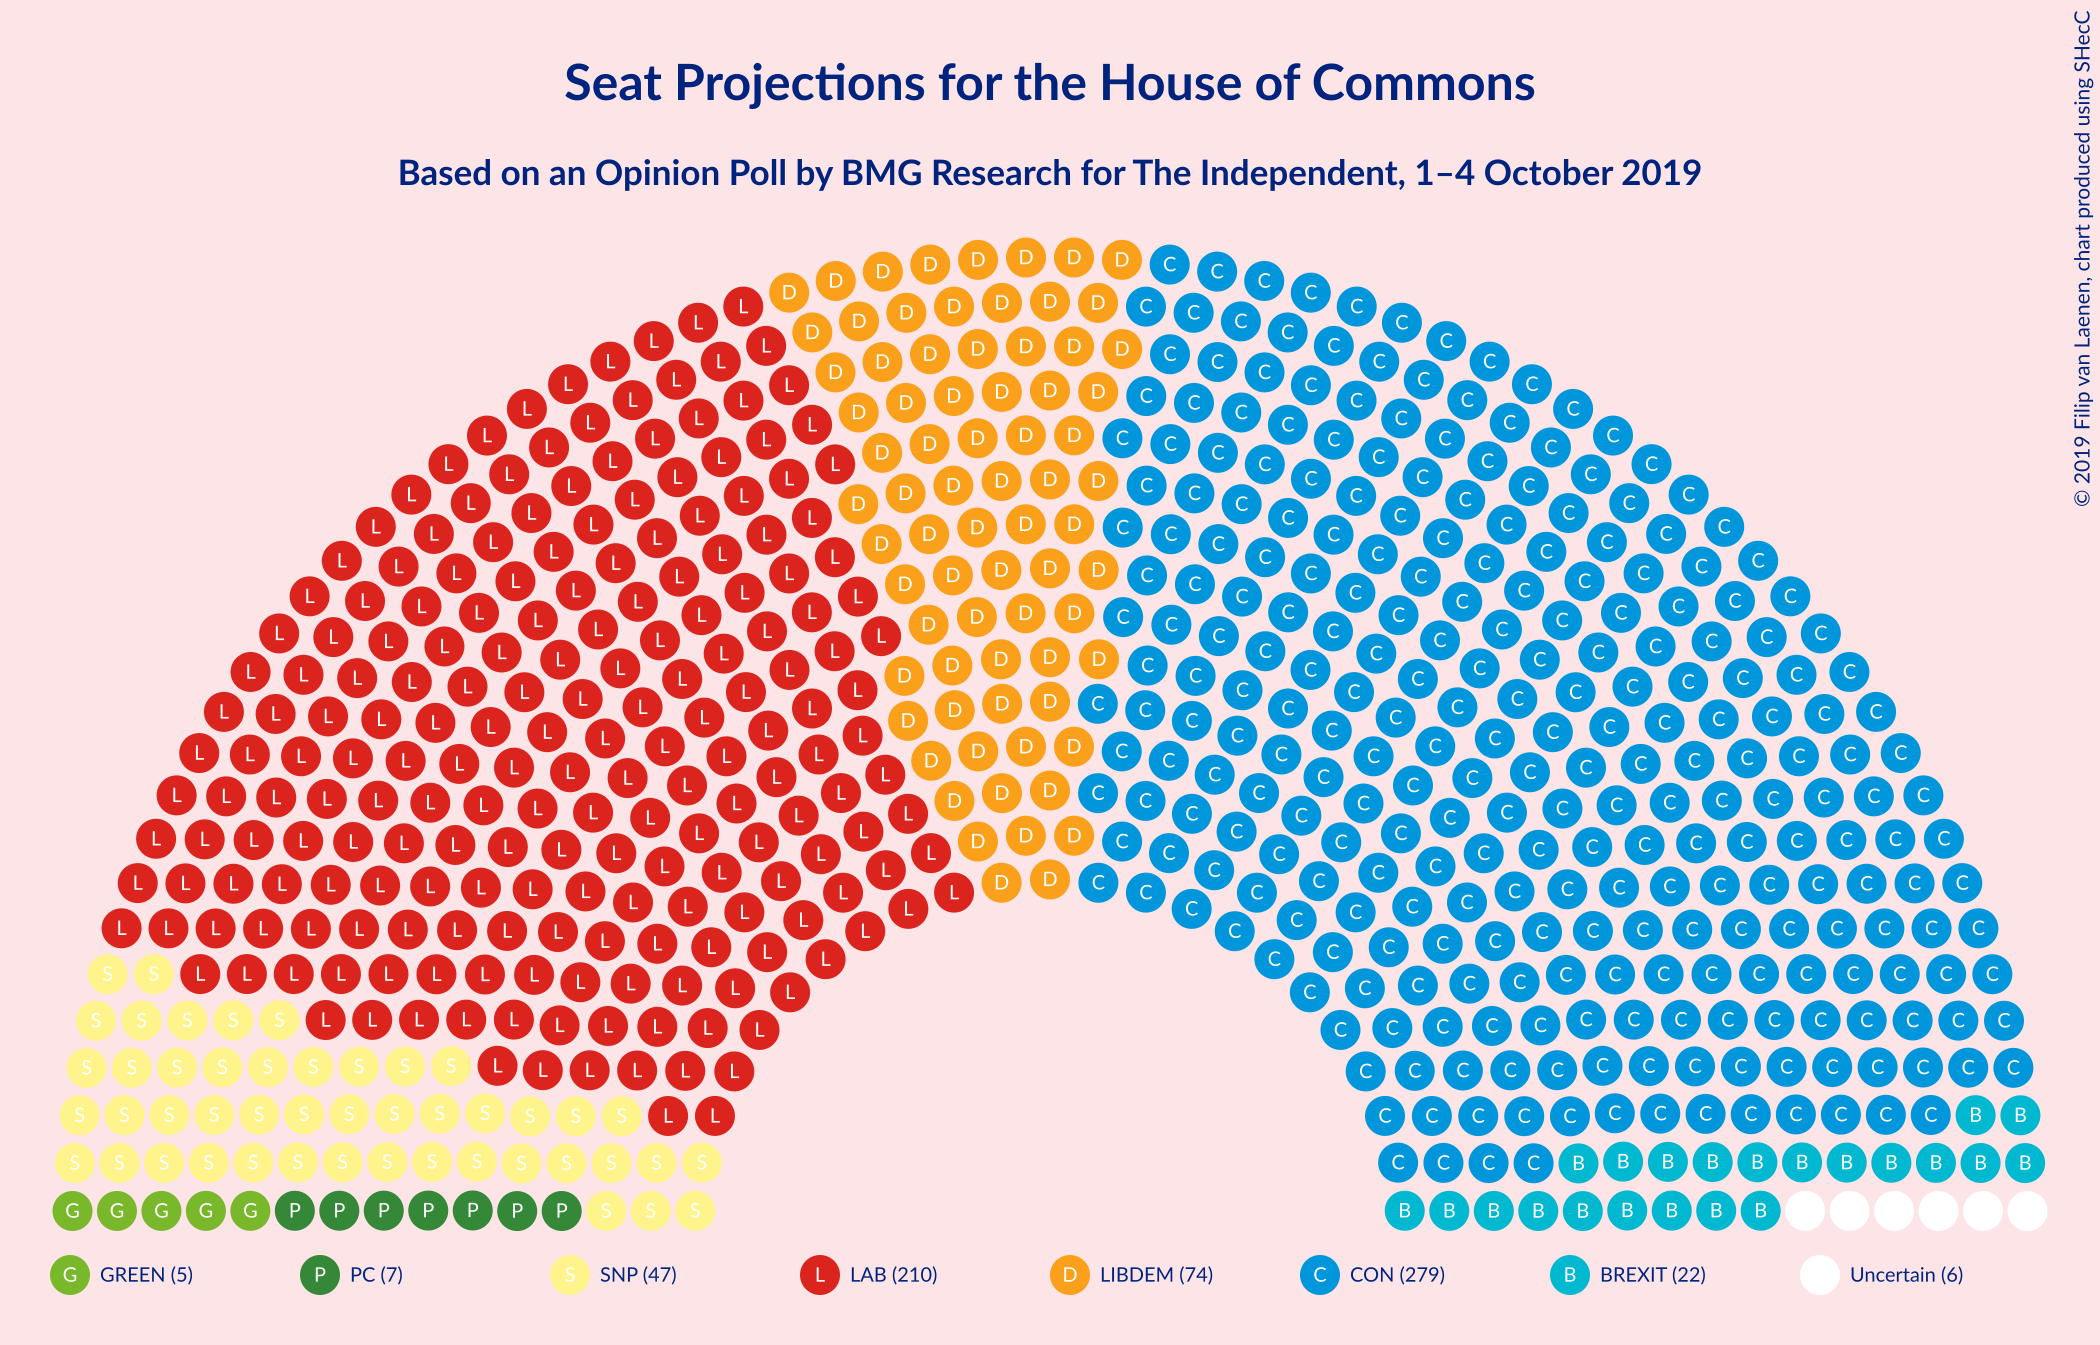 Seat Projections for the House of Commons
Based on an Opinion Poll by BMG Research for The Independent, 1–4 October 2019
© 2019 Filip van Laenen, chart produced using SHecC
G GREEN (5)
P PC (7)
S SNP (47)
L LAB (210)
D LIBDEM (74)
C CON (279)
B BREXIT (22)
Uncertain (6)